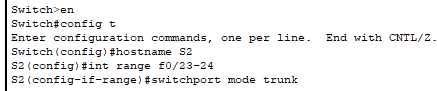 Switch>en
Switch#config t
Enter configuration commands, one per line.  End with CNTL/Z.
Switch(config)#hostname S2
S2(config)#int range f0/23-24
S2(config-if-range)#switchport mode trunk